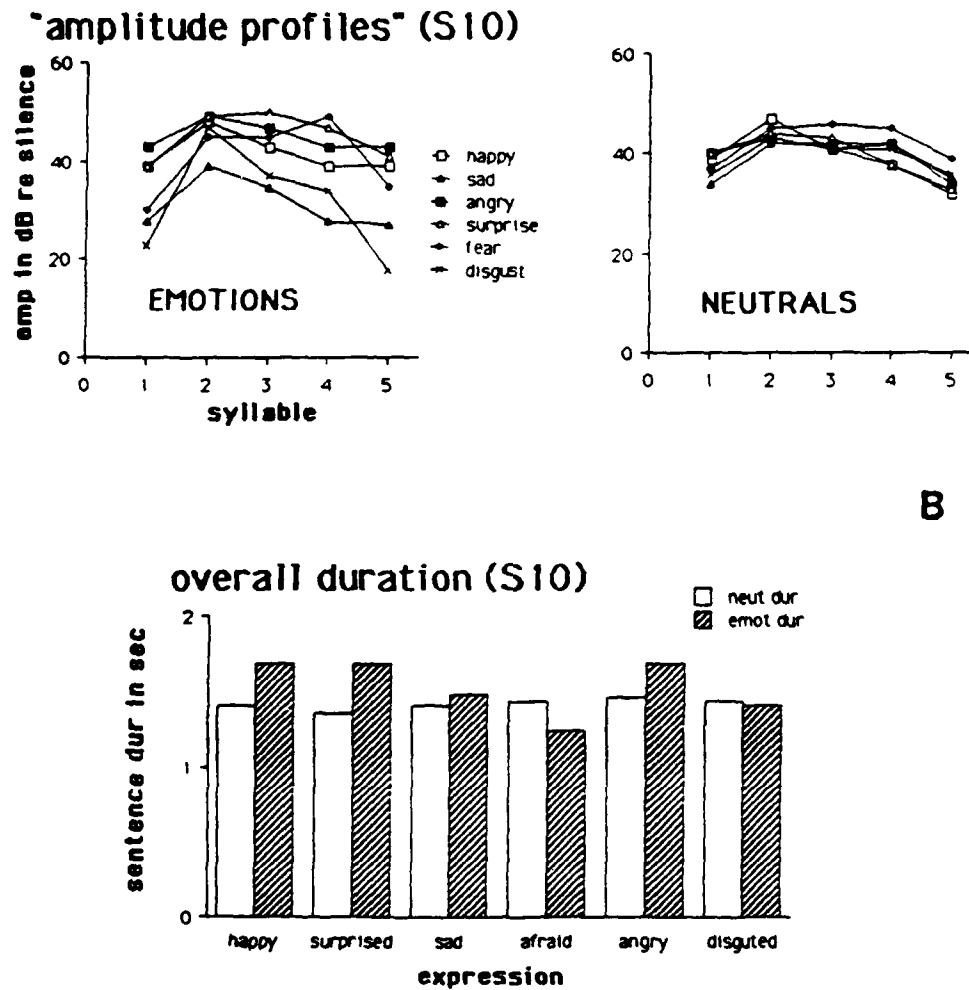 "amplitude profiles" (S10)
60
40
20
0
amp in dB re silence
EMOTIONS
0 1 2 3 4 5
syllable
happy
sad
angry
surprise
fear
disgust
60
40
20
0
NEUTRALS
0 1 2 3 4 5
B
overall duration (S10)
neut dur
emot dur
2
1
0
sentence dur in sec
happy surprised sad afraid angry disguted
expression